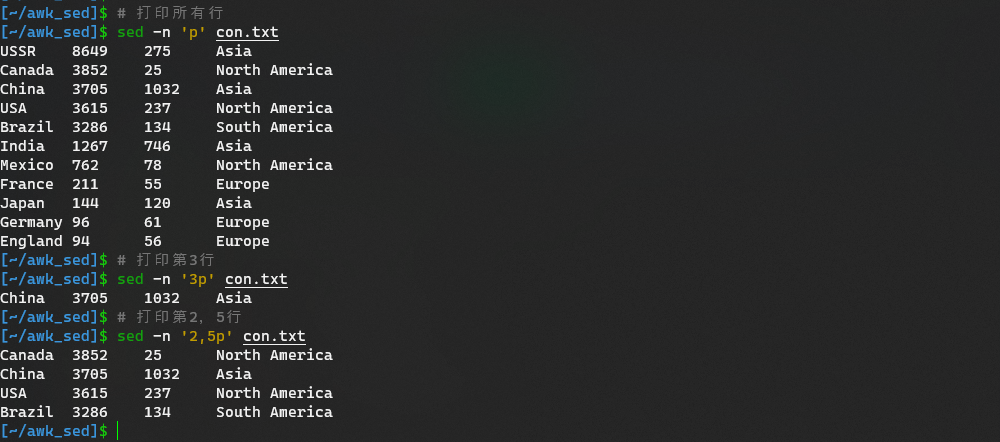 [~/awk_sed]$ # 打印所有行
[~/awk_sed]$ sed -n 'p' con.txt
USSR    8649    275     Asia
Canada  3852    25      North America
China   3705    1032    Asia
USA     3615    237     North America
Brazil  3286    134     South America
India   1267    746     Asia
Mexico  762     78      North America
France  211     55      Europe
Japan   144     120     Asia
Germany 96      61      Europe
England 94      56      Europe
[~/awk_sed]$ # 打印第3行
[~/awk_sed]$ sed -n '3p' con.txt
China   3705    1032    Asia
[~/awk_sed]$ # 打印第2, 5行
[~/awk_sed]$ sed -n '2,5p' con.txt
Canada  3852    25      North America
China   3705    1032    Asia
USA     3615    237     North America
Brazil  3286    134     South America
[~/awk_sed]$